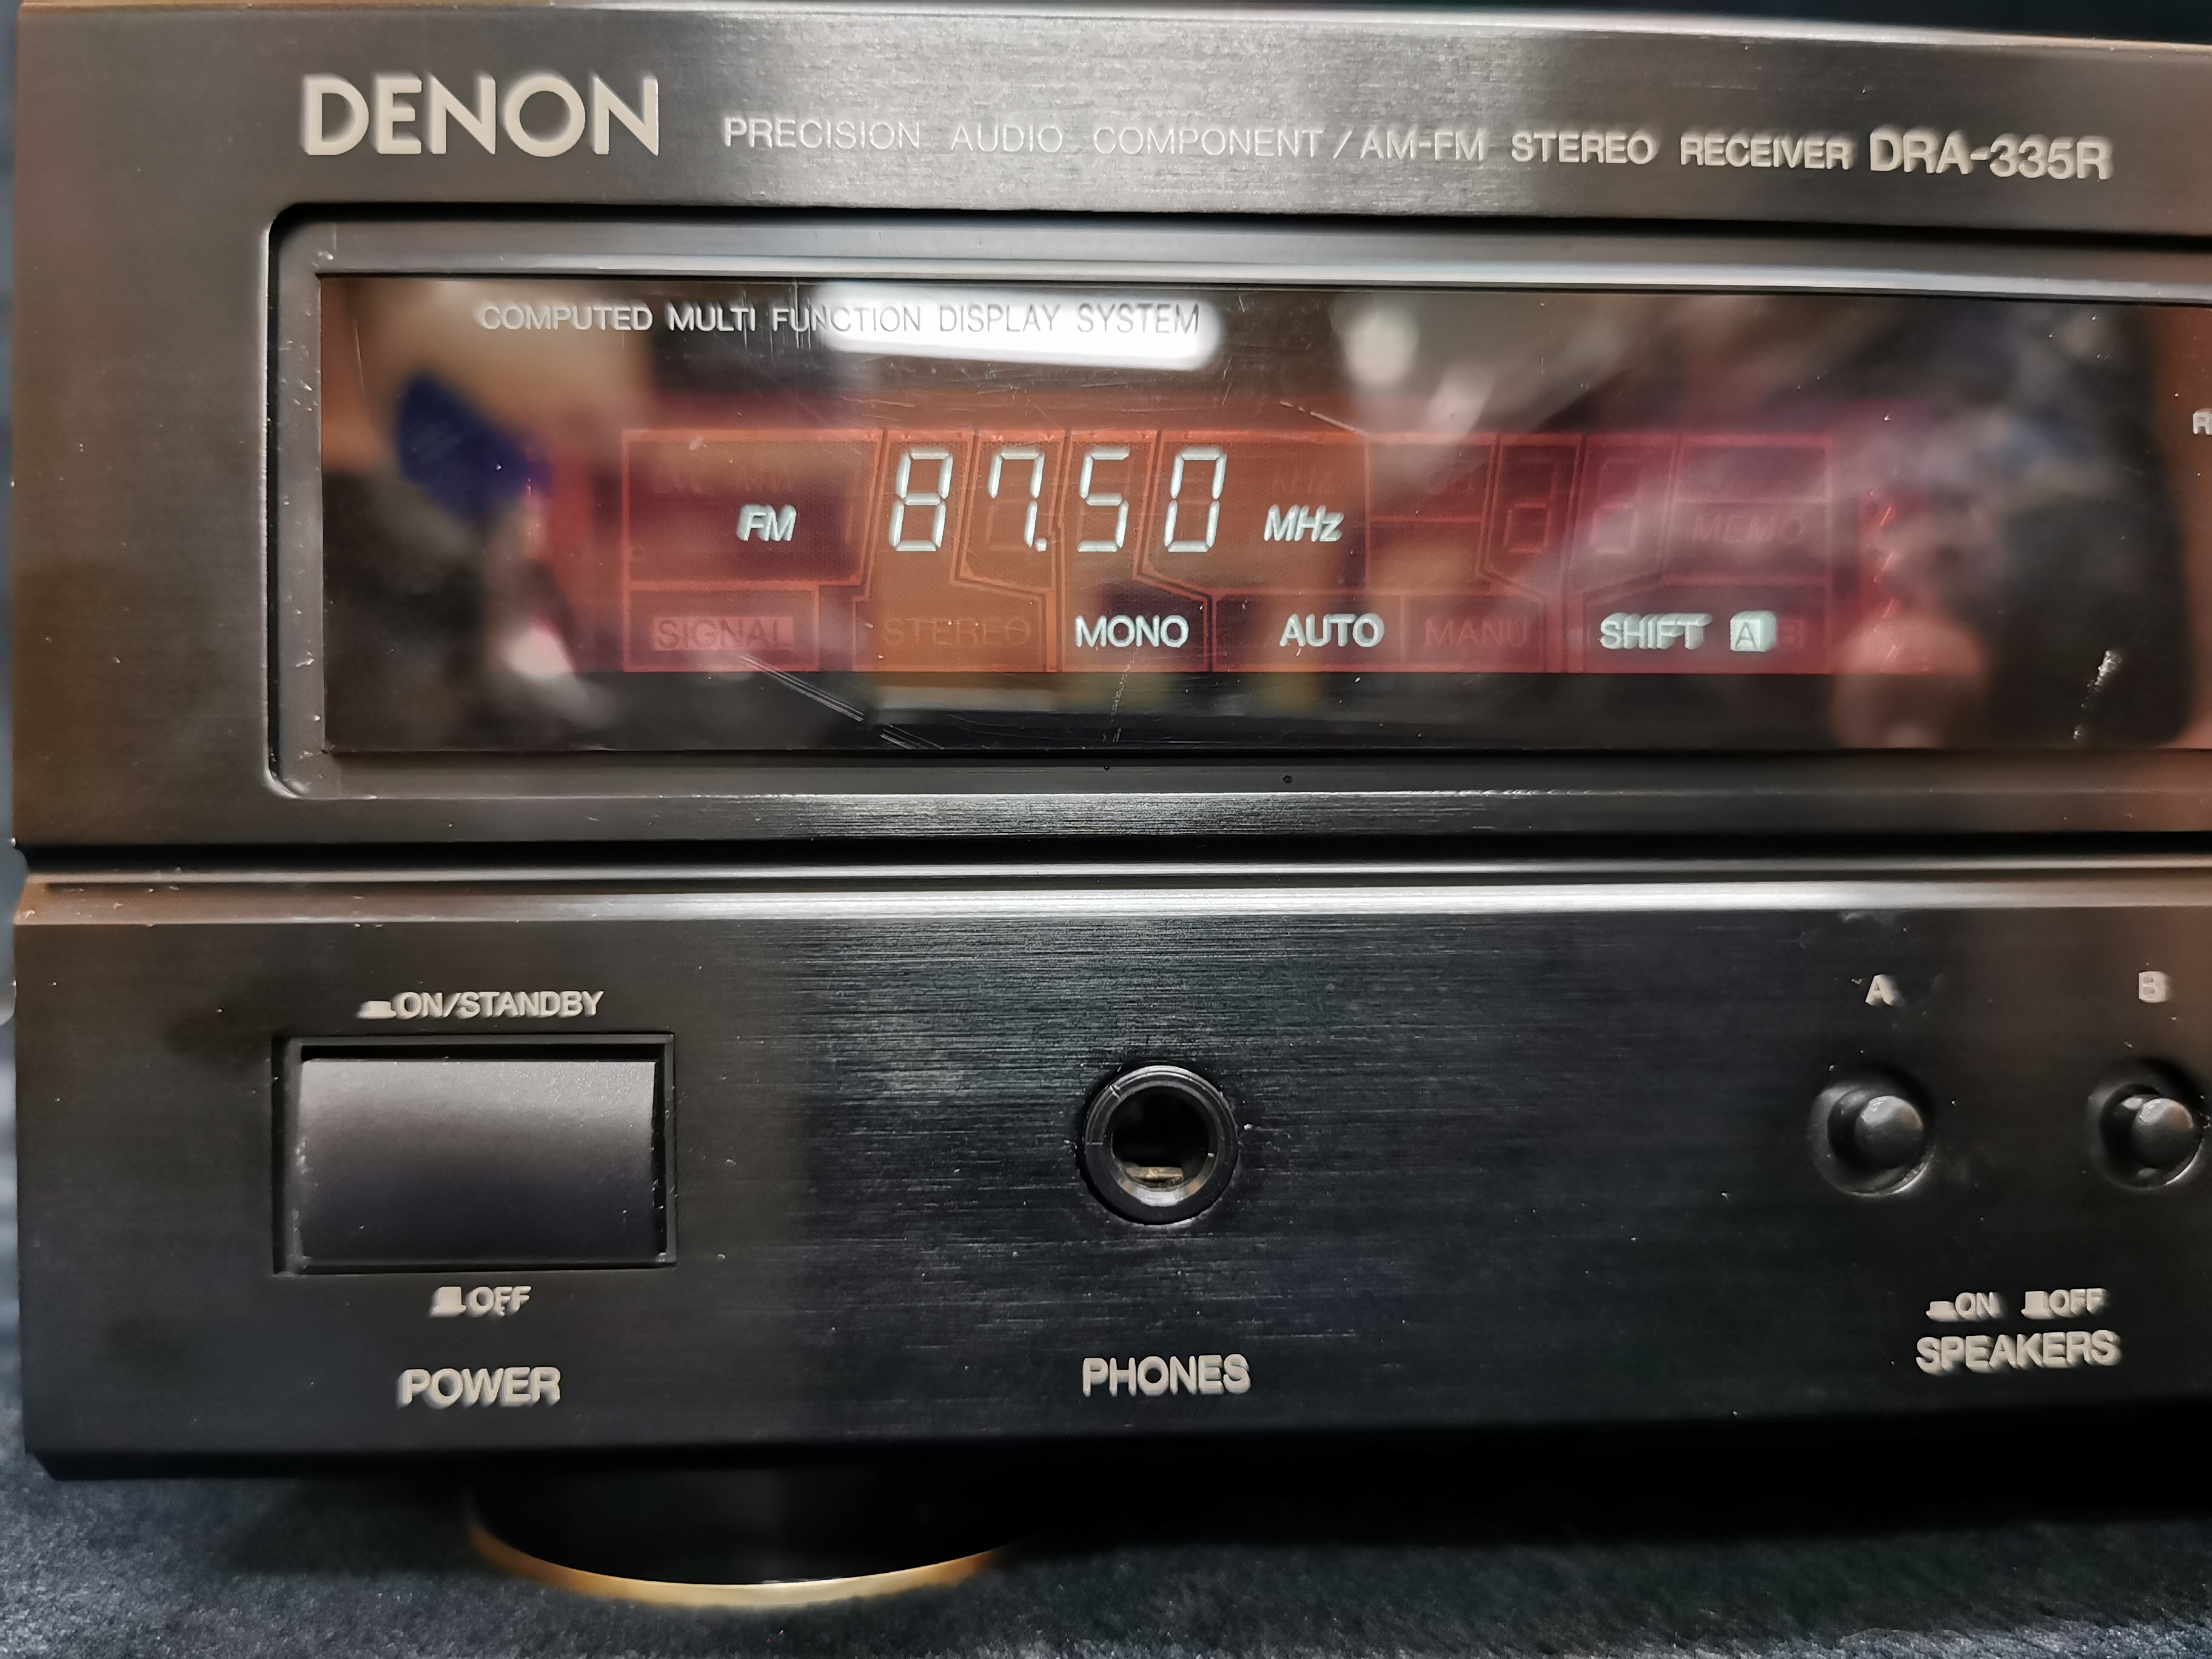 DENON PRECISION AUDIO COMPONENT / AM-FM STEREO RECEIVER DRA-335R
COMPUTED MULTI FUNCTION DISPLAY SYSTEM
FM 87.50 MHz MEMO
SIGNAL STEREO MONO AUTO MANU SHIFT A B
ON/STANDBY
OFF
POWER
PHONES
A B
ON OFF
SPEAKERS